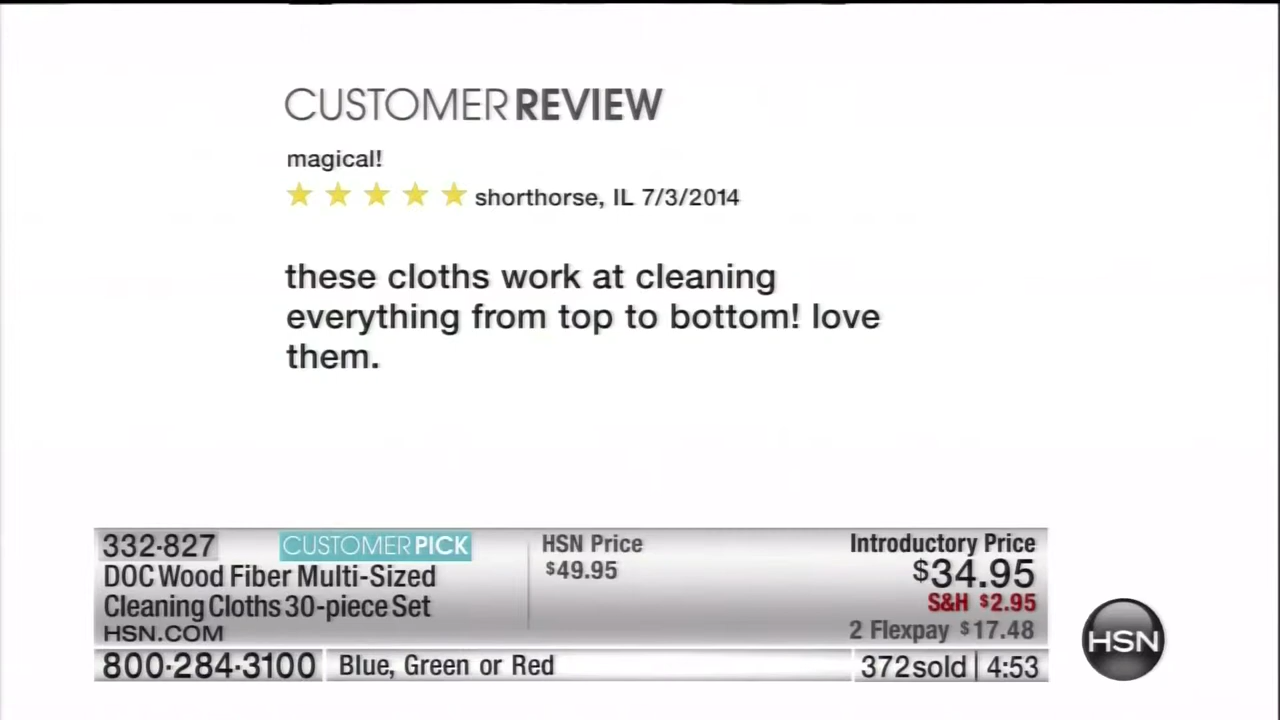 CUSTOMER REVIEW
magical!
shorthorse, IL 7/3/2014
these cloths work at cleaning
everything from top to bottom! love
them.
332-827 CUSTOMER PICK
DOC Wood Fiber Multi-Sized
Cleaning Cloths 30-piece Set
HSN.COM
HSN Price
$49.95
Introductory Price
$34.95
S&H $2.95
2 Flexpay $17.48
800-284-3100 Blue, Green or Red 372 sold | 4:53
HSN